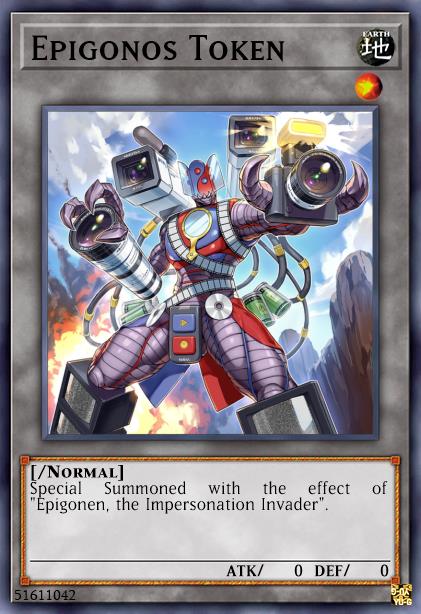 Epigonos Token
EARTH
地
[/Normal]
Special Summoned with the effect of
"Epigonen, the Impersonation Invader".
ATK/ 0 DEF/ 0
51611042